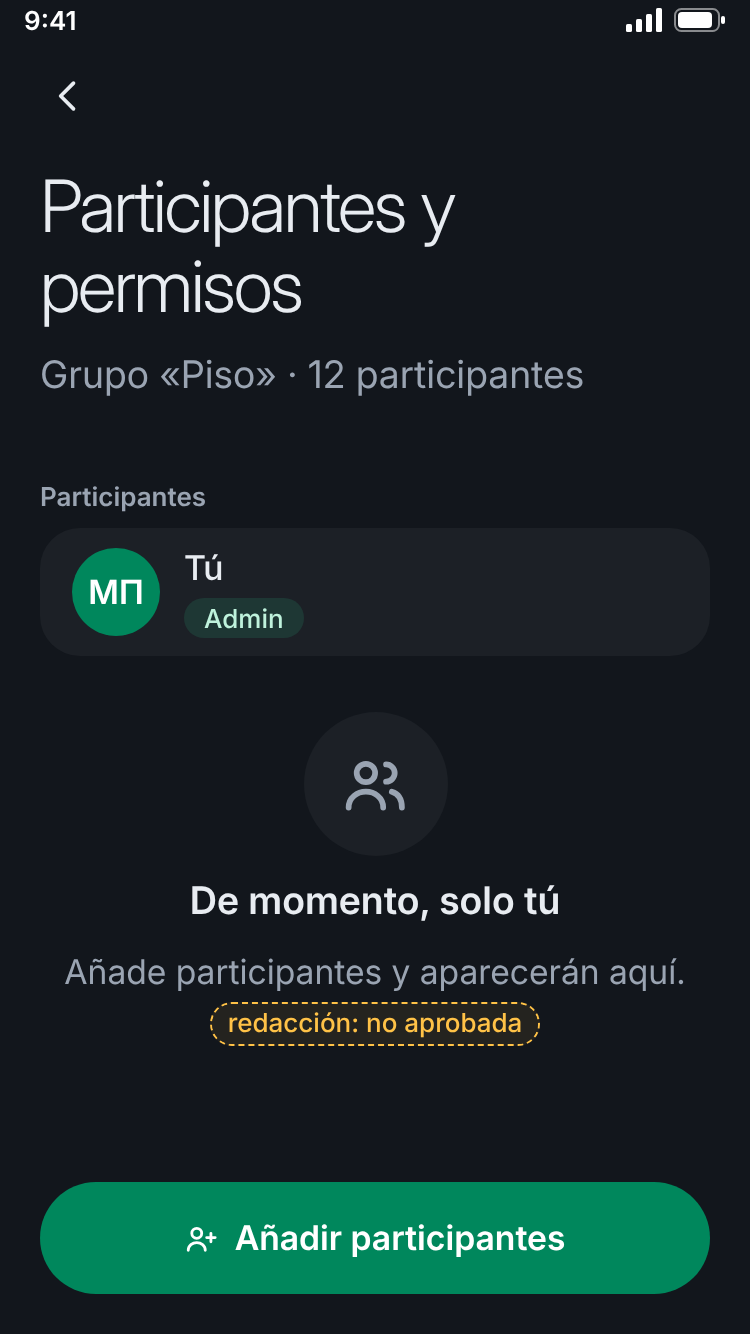 9:41
Participantes y
permisos
Grupo «Piso» · 12 participantes
Participantes
МП
Tú
Admin
De momento, solo tú
Añade participantes y aparecerán aquí.
redacción: no aprobada
Añadir participantes